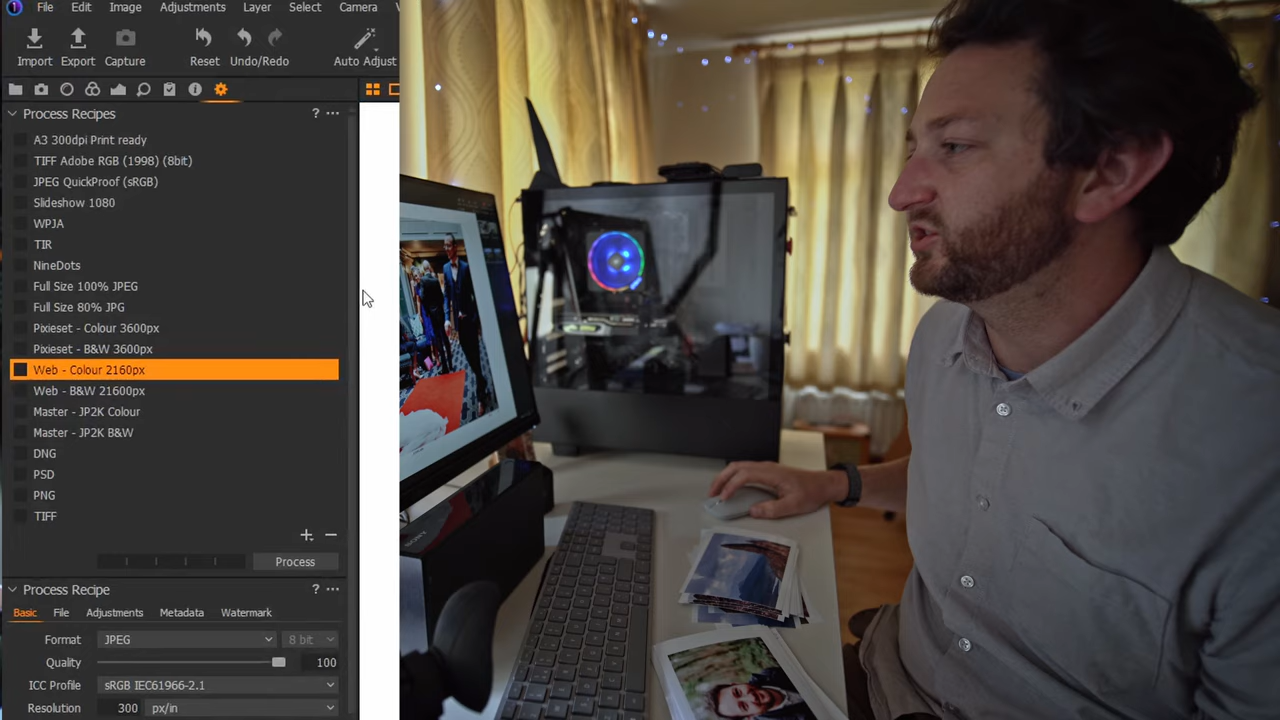 File Edit Image Adjustments Layer Select Camera
Import Export Capture Reset Undo/Redo Auto Adjust
Process Recipes ? ...
A3 300dpi Print ready
TIFF Adobe RGB (1998) (8bit)
JPEG QuickProof (sRGB)
Slideshow 1080
WPJA
TIR
NineDots
Full Size 100% JPEG
Full Size 80% JPG
Pixieset - Colour 3600px
Pixieset - B&W 3600px
Web - Colour 2160px
Web - B&W 21600px
Master - JP2K Colour
Master - JP2K B&W
DNG
PSD
PNG
TIFF
+ −
Process
Process Recipe ? ...
Basic File Adjustments Metadata Watermark
Format JPEG 8 bit
Quality 100
ICC Profile sRGB IEC61966-2.1
Resolution 300 px/in
SONY